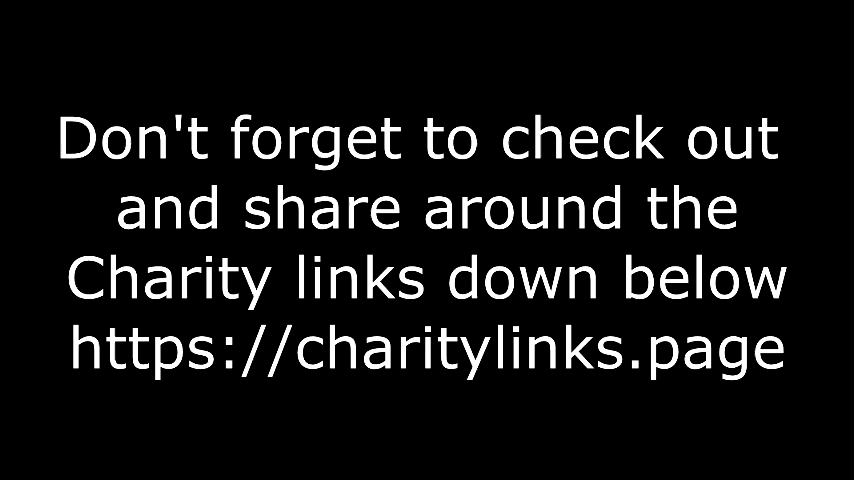 Don't forget to check out
and share around the
Charity links down below
https://charitylinks.page